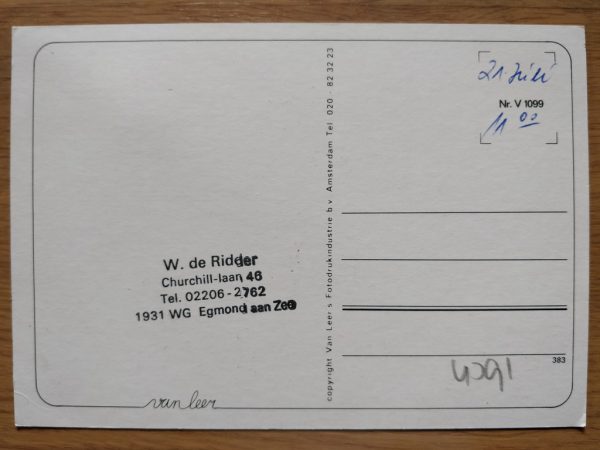 21 Juli
Nr. V 1099
11 00
W. de Ridder
Churchill-laan 46
Tel. 02206-2762
1931 WG Egmond aan Zee
copyright Van Leer s Fotodrukindustrie b v Amsterdam Tel 020 - 82 32 23
383
4091
van leer